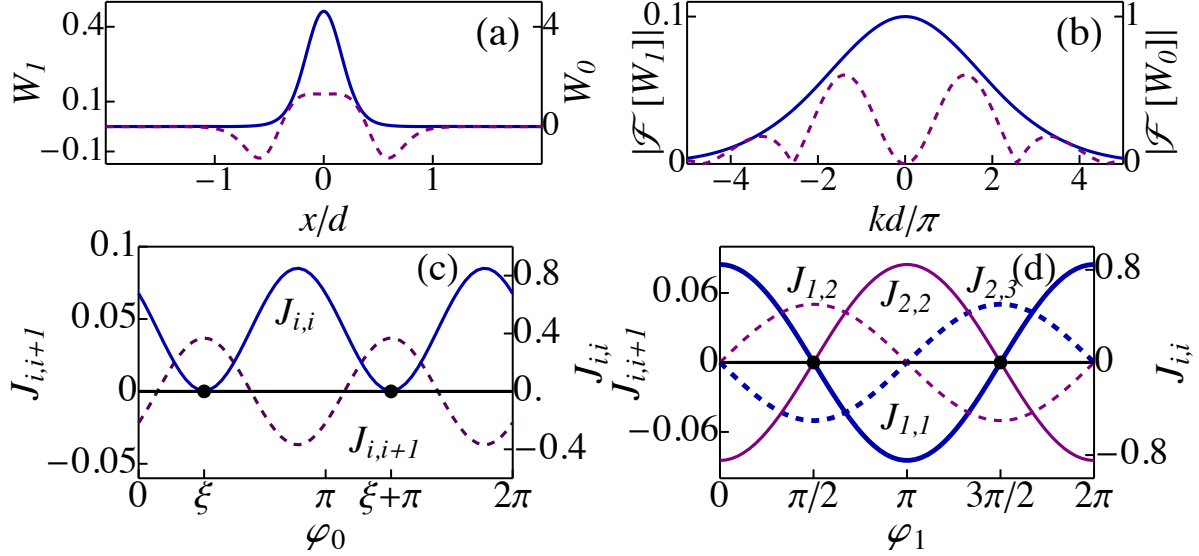 0.4
0.1
−0.1
W1
(a)
4
0
W0
−1
0
1
x/d
0.1
0
|ℱ [W1]|
(b)
1
0
|ℱ [W0]|
−4
−2
0
2
4
kd/π
0.1
0.05
0
−0.05
Ji,i+1
(c)
Ji,i
Ji,i+1
0.8
0.4
0.
−0.4
Ji,i
0
ξ
π
ξ+π
2π
φ0
0.06
0
−0.06
Ji,i+1
J1,2
J2,2
J2,3
(d)
J1,1
0.8
0
−0.8
Ji,i
0
π/2
π
3π/2
2π
φ1